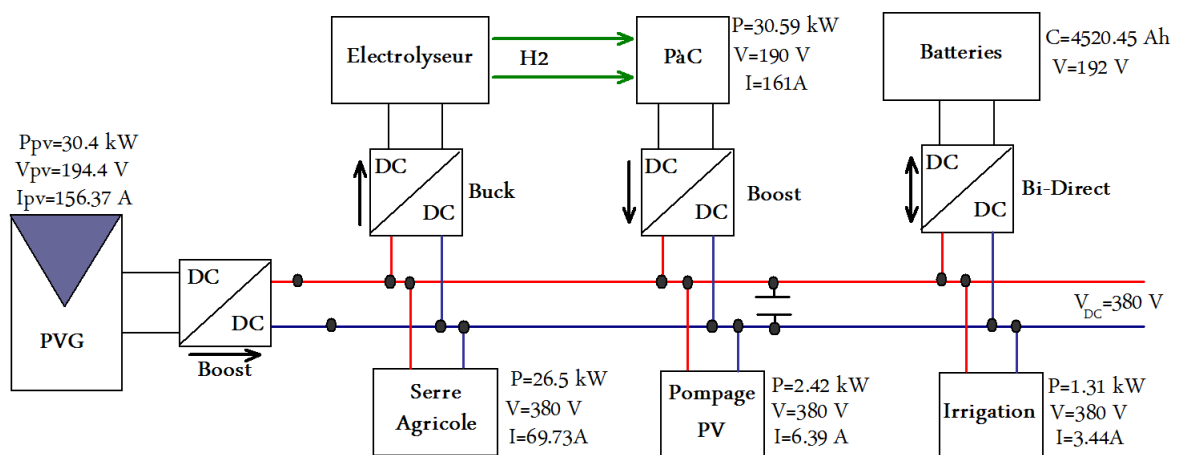 Electrolyseur
H2
PàC
P=30.59 kW
V=190 V
I=161A
Batteries
C=4520.45 Ah
V=192 V
Ppv=30.4 kW
Vpv=194.4 V
Ipv=156.37 A
DC
DC
Buck
DC
DC
Boost
DC
DC
Bi-Direct
PVG
DC
DC
Boost
VDC=380 V
Serre
Agricole
P=26.5 kW
V=380 V
I=69.73A
Pompage
PV
P=2.42 kW
V=380 V
I=6.39 A
Irrigation
P=1.31 kW
V=380 V
I=3.44A